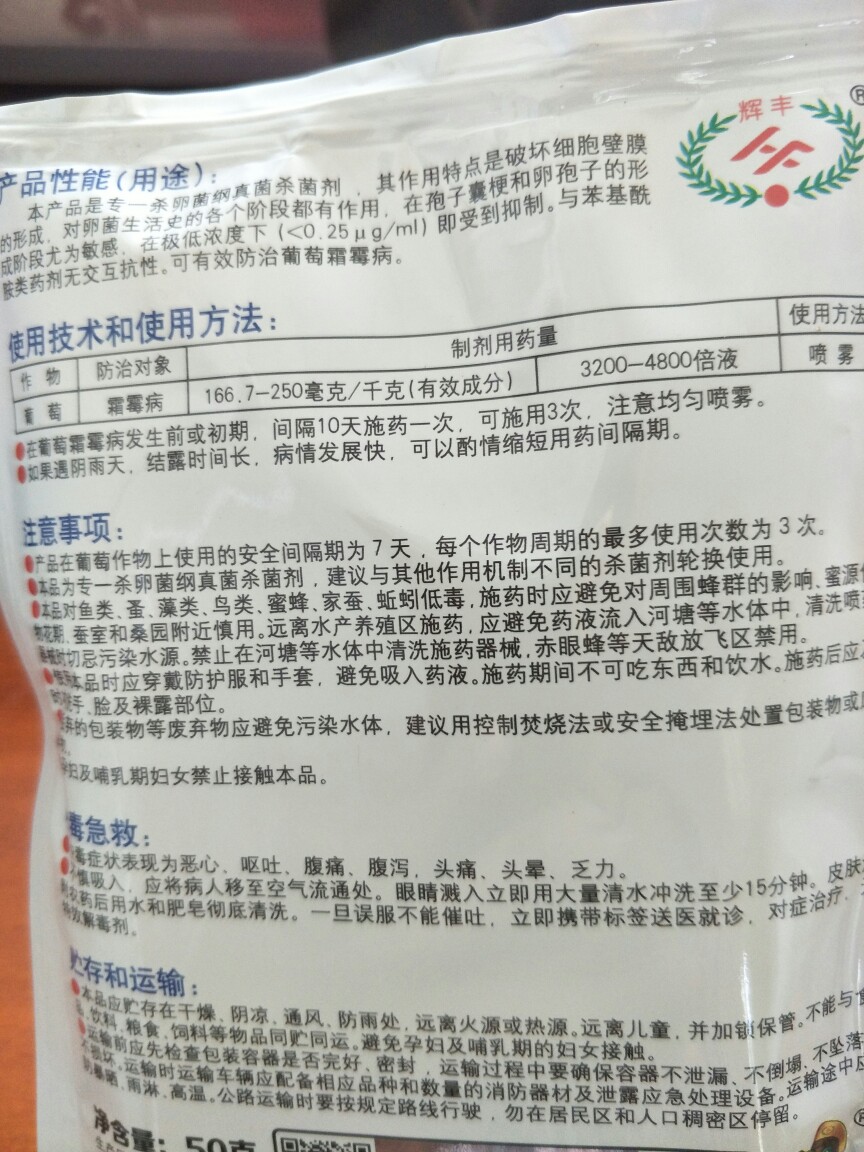 辉丰
产品性能(用途):
本产品是专一杀卵菌纲真菌杀菌剂，其作用特点是破坏细胞壁膜
的形成，对卵菌生活史的各个阶段都有作用，在孢子囊梗和卵孢子的形
成阶段尤为敏感，在极低浓度下(<0.25μg/ml)即受到抑制。与苯基酰
胺类药剂无交互抗性。可有效防治葡萄霜霉病。
使用技术和使用方法:
作物 防治对象 制剂用药量 使用方法
葡萄 霜霉病 166.7-250毫克/千克(有效成分) 3200-4800倍液 喷雾
在葡萄霜霉病发生前或初期，间隔10天施药一次，可施用3次，注意均匀喷雾。
如果遇阴雨天，结露时间长，病情发展快，可以酌情缩短用药间隔期。
注意事项:
产品在葡萄作物上使用的安全间隔期为7天，每个作物周期的最多使用次数为3次。
本品为专一杀卵菌纲真菌杀菌剂，建议与其他作用机制不同的杀菌剂轮换使用。
本品对鱼类、蚤、藻类、鸟类、蜜蜂、家蚕、蚯蚓低毒，施药时应避免对周围蜂群的影响、蜜源
花期、蚕室和桑园附近慎用。远离水产养殖区施药，应避免药液流入河塘等水体中，清洗喷
时切忌污染水源。禁止在河塘等水体中清洗施药器械，赤眼蜂等天敌放飞区禁用。
本品时应穿戴防护服和手套，避免吸入药液。施药期间不可吃东西和饮水。施药后应
手、脸及裸露部位。
的包装物等废弃物应避免污染水体，建议用控制焚烧法或安全掩埋法处置包装物或
妇及哺乳期妇女禁止接触本品。
毒急救:
毒症状表现为恶心、呕吐、腹痛、腹泻，头痛、头晕、乏力。
慎吸入，应将病人移至空气流通处。眼睛溅入立即用大量清水冲洗至少15分钟。皮肤
药后用水和肥皂彻底清洗。一旦误服不能催吐，立即携带标签送医就诊，对症治疗，
效解毒剂。
贮存和运输:
本品应贮存在干燥、阴凉，通风、防雨处，远离火源或热源。远离儿童，并加锁保管。不能与食
饮料，粮食，饲料等物品同贮同运。避免孕妇及哺乳期的妇女接触。
运输前应先检查包装容器是否完好、密封，运输过程中要确保容器不泄漏、不倒塌、不坠落
不损坏。运输时运输车辆应配备相应品种和数量的消防器材及泄露应急处理设备。运输途中应
防暴晒，雨淋，高温。公路运输时要按规定路线行驶，勿在居民区和人口稠密区停留。
净含量: 50克